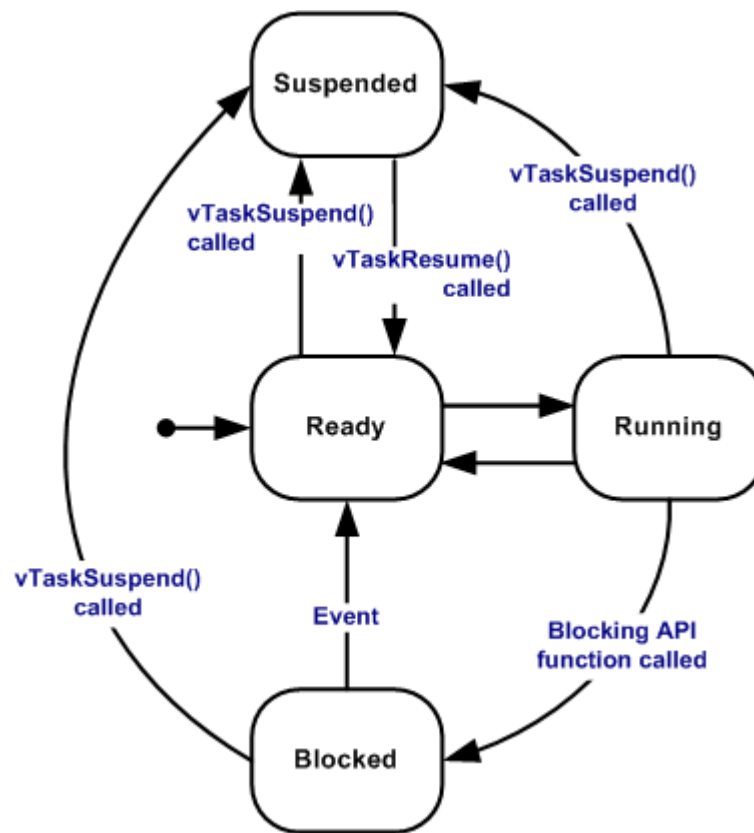 Suspended
vTaskSuspend()
called
vTaskSuspend()
called
vTaskResume()
called
Ready
Running
vTaskSuspend()
called
Event
Blocking API
function called
Blocked